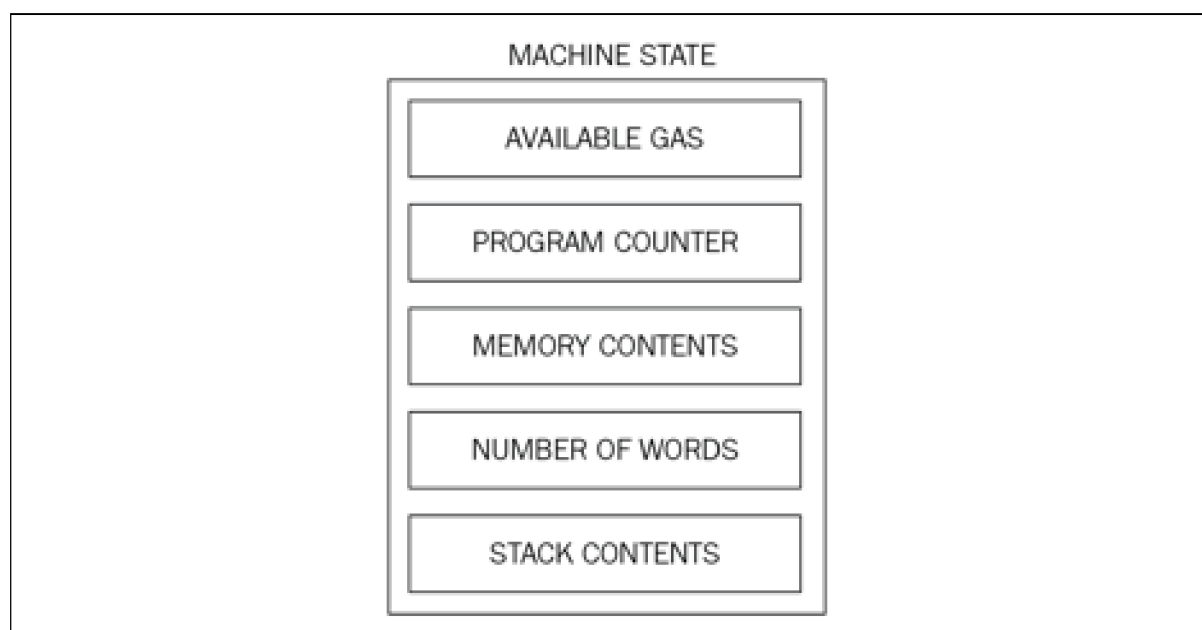 MACHINE STATE
AVAILABLE GAS
PROGRAM COUNTER
MEMORY CONTENTS
NUMBER OF WORDS
STACK CONTENTS